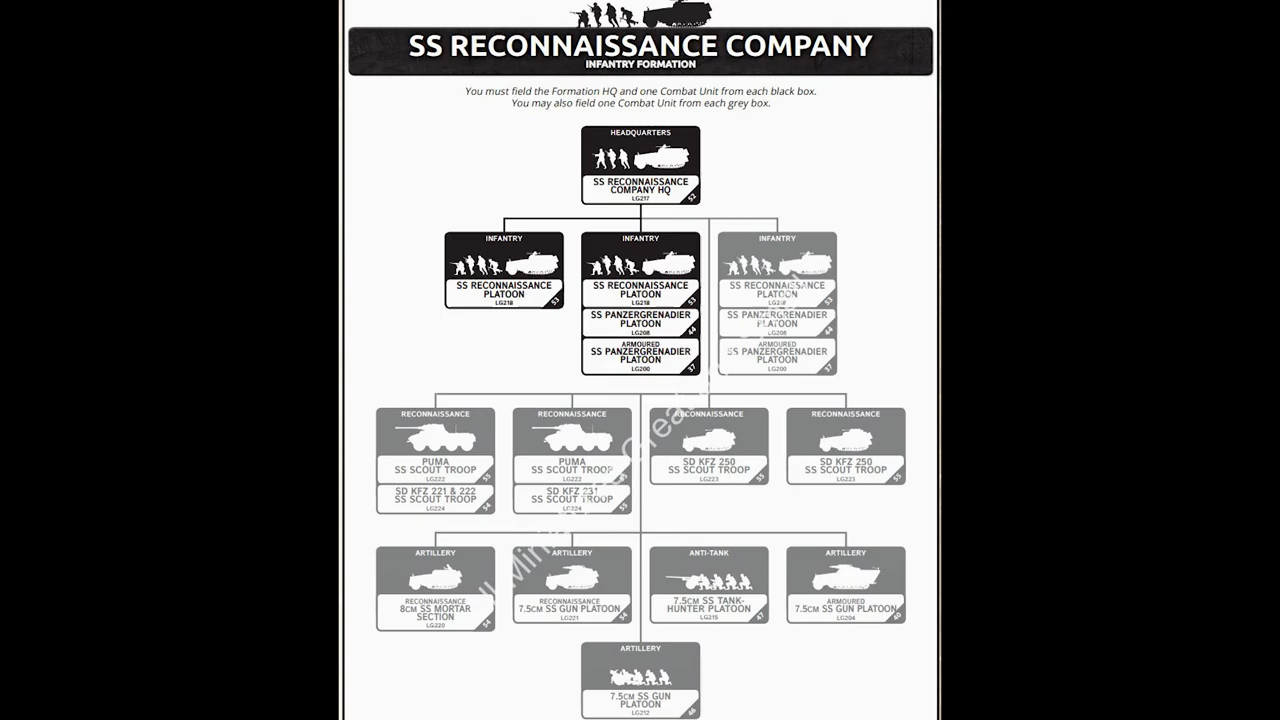 SS RECONNAISSANCE COMPANY
INFANTRY FORMATION
You must field the Formation HQ and one Combat Unit from each black box.
You may also field one Combat Unit from each grey box.
HEADQUARTERS
SS RECONNAISSANCE
COMPANY HQ
LG217
52
INFANTRY
SS RECONNAISSANCE
PLATOON
LG218
53
INFANTRY
SS RECONNAISSANCE
PLATOON
LG218
53
SS PANZERGRENADIER
PLATOON
LG208
44
ARMOURED
SS PANZERGRENADIER
PLATOON
LG200
37
INFANTRY
SS RECONNAISSANCE
PLATOON
LG218
53
SS PANZERGRENADIER
PLATOON
LG208
44
ARMOURED
SS PANZERGRENADIER
PLATOON
LG200
37
RECONNAISSANCE
PUMA
SS SCOUT TROOP
LG222
55
SD KFZ 221 & 222
SS SCOUT TROOP
LG224
54
RECONNAISSANCE
PUMA
SS SCOUT TROOP
LG222
SD KFZ 231
SS SCOUT TROOP
LG224
55
RECONNAISSANCE
SD KFZ 250
SS SCOUT TROOP
LG223
55
RECONNAISSANCE
SD KFZ 250
SS SCOUT TROOP
LG223
55
ARTILLERY
RECONNAISSANCE
8CM SS MORTAR
SECTION
LG220
54
ARTILLERY
RECONNAISSANCE
7.5CM SS GUN PLATOON
LG221
54
ANTI-TANK
7.5CM SS TANK-
HUNTER PLATOON
LG215
47
ARTILLERY
ARMOURED
7.5CM SS GUN PLATOON
LG204
40
ARTILLERY
7.5CM SS GUN
PLATOON
LG212
46